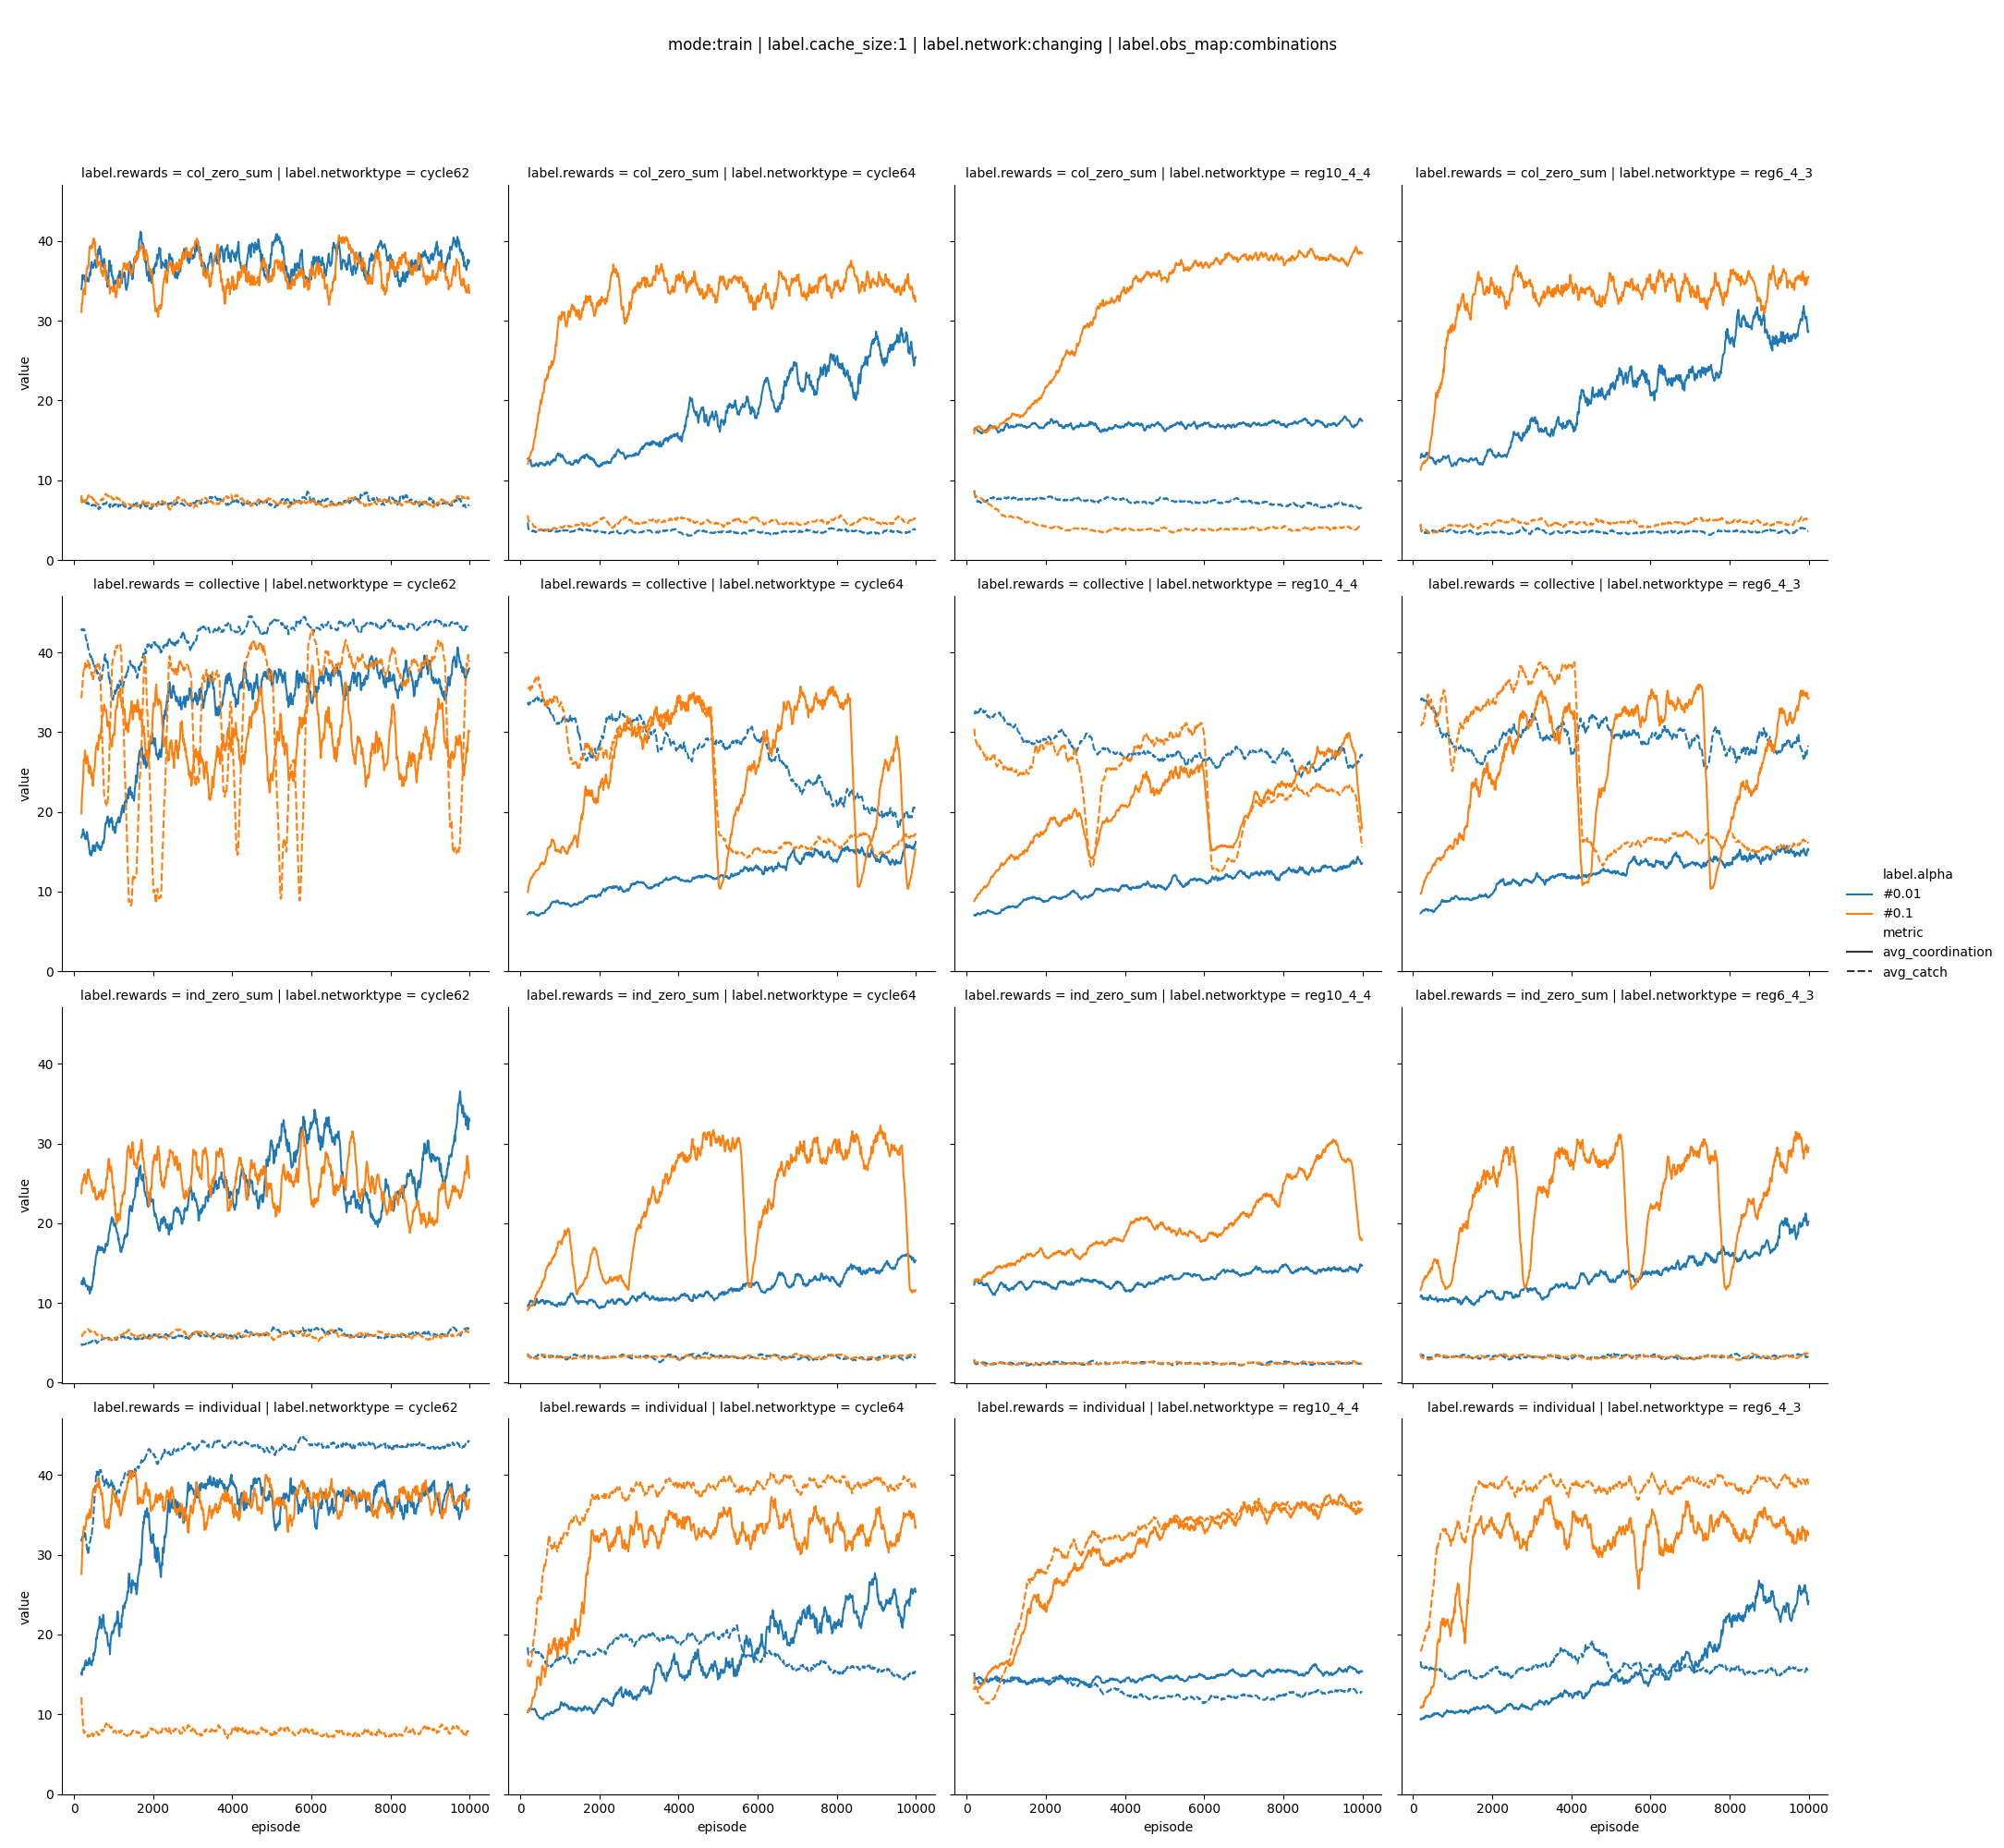 mode:train | label.cache_size:1 | label.network:changing | label.obs_map:combinations
label.rewards = col_zero_sum | label.networktype = cycle62
label.rewards = col_zero_sum | label.networktype = cycle64
label.rewards = col_zero_sum | label.networktype = reg10_4_4
label.rewards = col_zero_sum | label.networktype = reg6_4_3
40
30
20
10
0
value
label.rewards = collective | label.networktype = cycle62
label.rewards = collective | label.networktype = cycle64
label.rewards = collective | label.networktype = reg10_4_4
label.rewards = collective | label.networktype = reg6_4_3
40
30
20
10
0
value
label.alpha
#0.01
#0.1
metric
avg_coordination
avg_catch
label.rewards = ind_zero_sum | label.networktype = cycle62
label.rewards = ind_zero_sum | label.networktype = cycle64
label.rewards = ind_zero_sum | label.networktype = reg10_4_4
label.rewards = ind_zero_sum | label.networktype = reg6_4_3
40
30
20
10
0
value
label.rewards = individual | label.networktype = cycle62
label.rewards = individual | label.networktype = cycle64
label.rewards = individual | label.networktype = reg10_4_4
label.rewards = individual | label.networktype = reg6_4_3
40
30
20
10
0
value
0 2000 4000 6000 8000 10000
episode
0 2000 4000 6000 8000 10000
episode
0 2000 4000 6000 8000 10000
episode
0 2000 4000 6000 8000 10000
episode